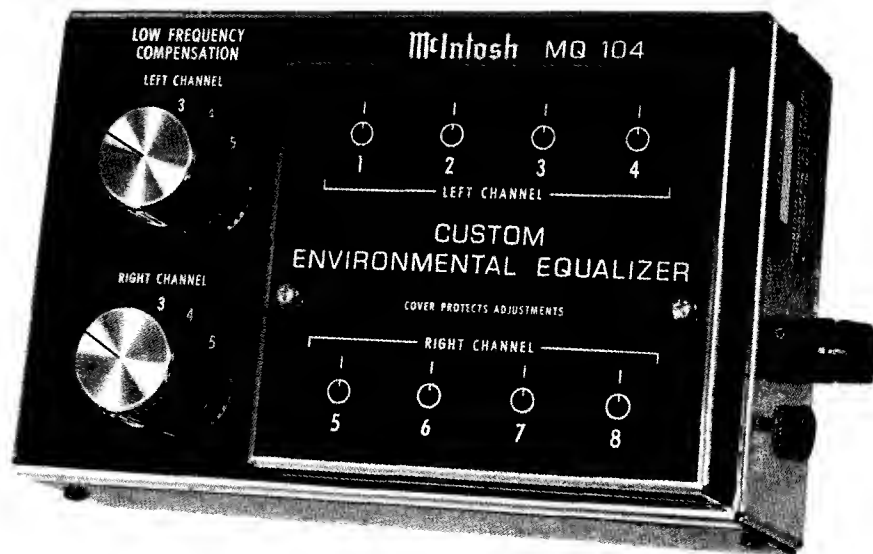 LOW FREQUENCY
COMPENSATION
LEFT CHANNEL
3 4 5
RIGHT CHANNEL
3 4 5
McIntosh MQ 104
1 2 3 4
LEFT CHANNEL
CUSTOM
ENVIRONMENTAL EQUALIZER
COVER PROTECTS ADJUSTMENTS
RIGHT CHANNEL
5 6 7 8